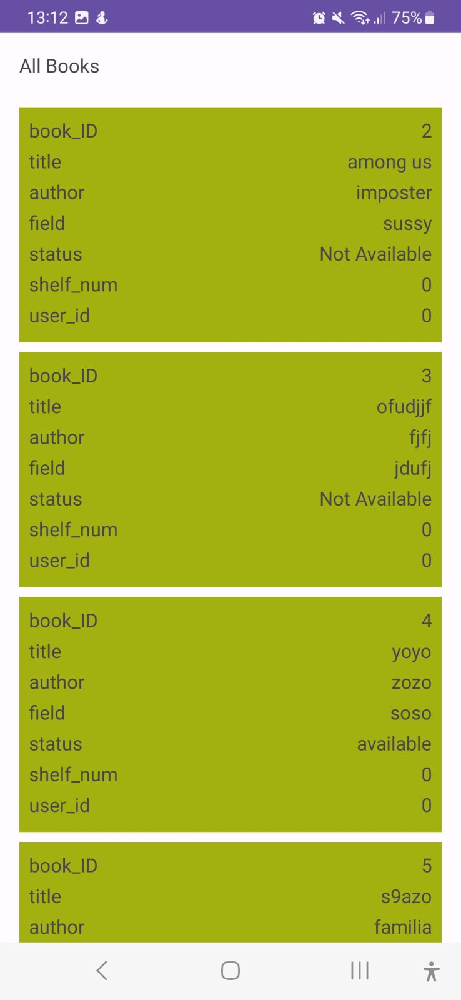 13:12 75%
All Books
book_ID 2
title among us
author imposter
field sussy
status Not Available
shelf_num 0
user_id 0
book_ID 3
title ofudjjf
author fjfj
field jdufj
status Not Available
shelf_num 0
user_id 0
book_ID 4
title yoyo
author zozo
field soso
status available
shelf_num 0
user_id 0
book_ID 5
title s9azo
author familia